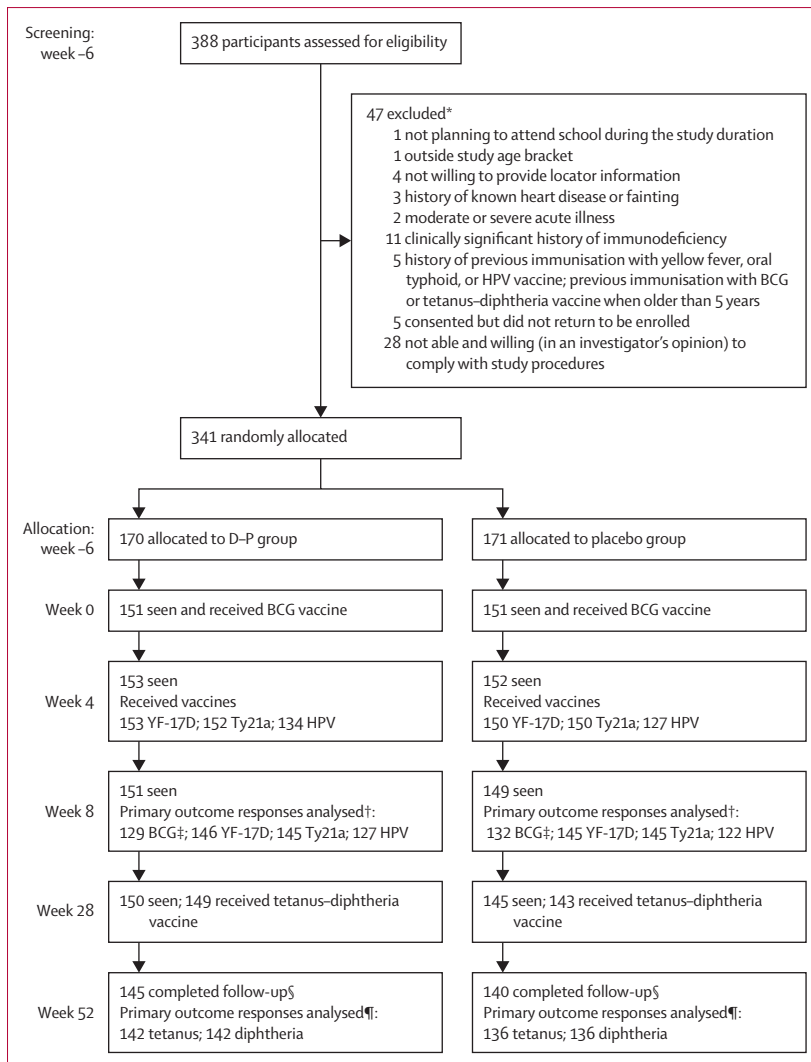 Screening:
week –6
388 participants assessed for eligibility
47 excluded*
1 not planning to attend school during the study duration
1 outside study age bracket
4 not willing to provide locator information
3 history of known heart disease or fainting
2 moderate or severe acute illness
11 clinically significant history of immunodeficiency
5 history of previous immunisation with yellow fever, oral
typhoid, or HPV vaccine; previous immunisation with BCG
or tetanus–diphtheria vaccine when older than 5 years
5 consented but did not return to be enrolled
28 not able and willing (in an investigator's opinion) to
comply with study procedures
341 randomly allocated
Allocation:
week –6
170 allocated to D–P group
171 allocated to placebo group
Week 0
151 seen and received BCG vaccine
151 seen and received BCG vaccine
Week 4
153 seen
Received vaccines
153 YF-17D; 152 Ty21a; 134 HPV
152 seen
Received vaccines
150 YF-17D; 150 Ty21a; 127 HPV
Week 8
151 seen
Primary outcome responses analysed†:
129 BCG‡; 146 YF-17D; 145 Ty21a; 127 HPV
149 seen
Primary outcome responses analysed†:
132 BCG‡; 145 YF-17D; 145 Ty21a; 122 HPV
Week 28
150 seen; 149 received tetanus–diphtheria
vaccine
145 seen; 143 received tetanus–diphtheria
vaccine
Week 52
145 completed follow-up§
Primary outcome responses analysed¶:
142 tetanus; 142 diphtheria
140 completed follow-up§
Primary outcome responses analysed¶:
136 tetanus; 136 diphtheria